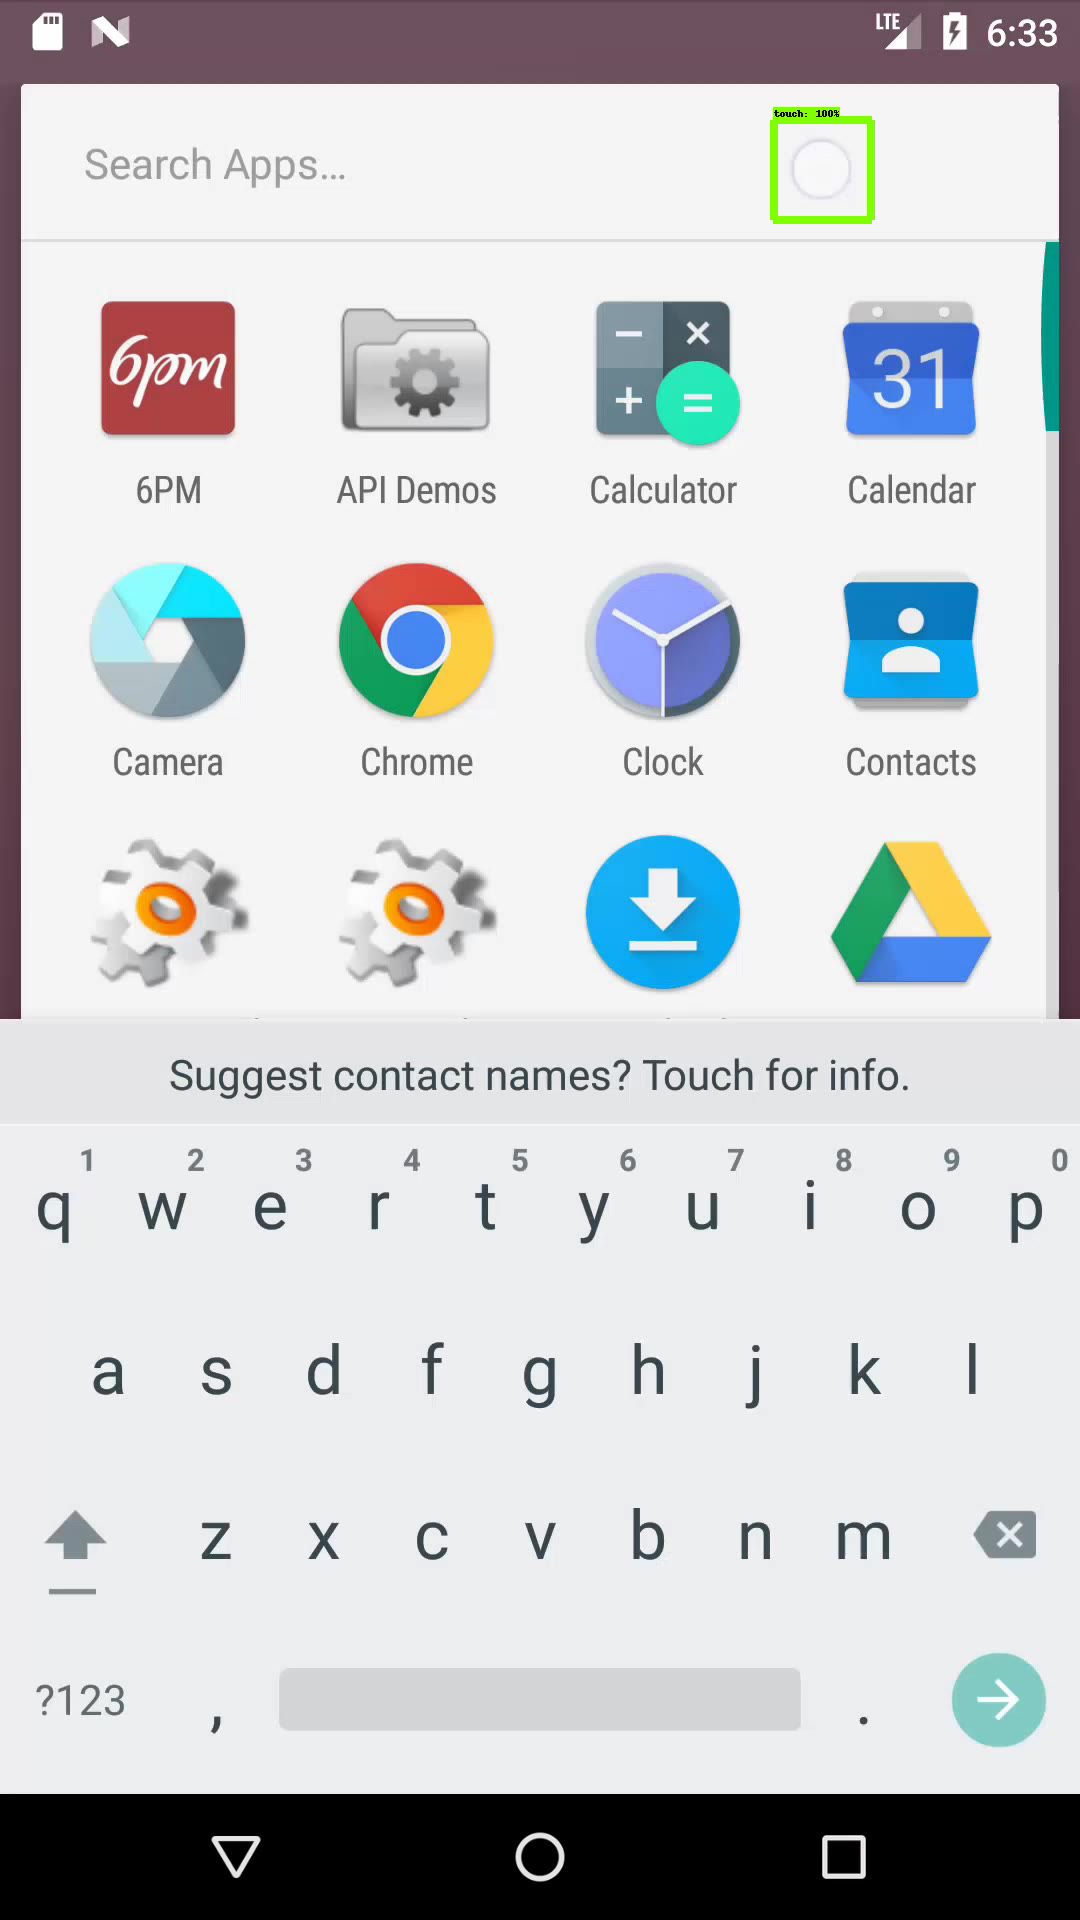 LTE 6:33
touch: 100%
Search Apps...
6pm
31
6PM API Demos Calculator Calendar
Camera Chrome Clock Contacts
Suggest contact names? Touch for info.
1 2 3 4 5 6 7 8 9 0
q w e r t y u i o p
a s d f g h j k l
z x c v b n m
?123 , .